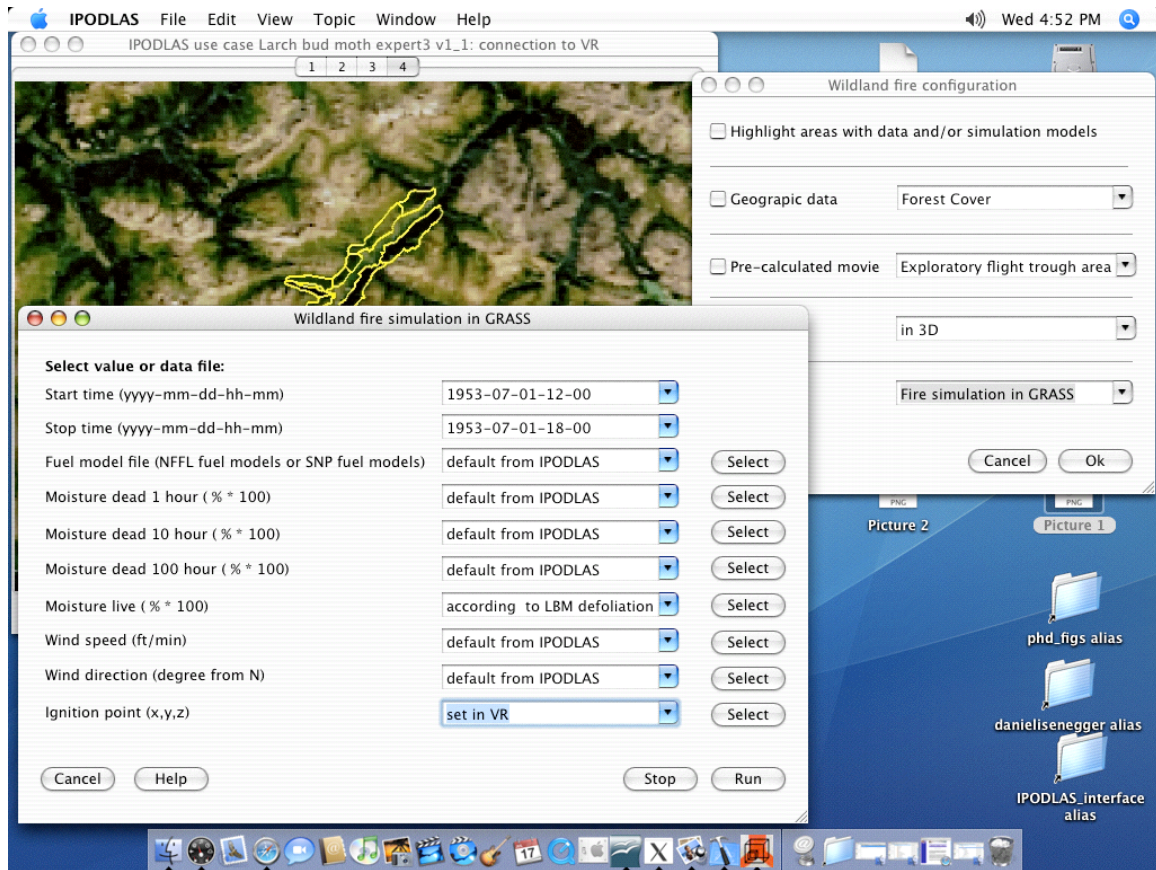 IPODLAS File Edit View Topic Window Help Wed 4:52 PM
IPODLAS use case Larch bud moth expert3 v1_1: connection to VR
1 2 3 4
Wildland fire configuration
Highlight areas with data and/or simulation models
Geograpic data Forest Cover
Pre-calculated movie Exploratory flight trough area
in 3D
Fire simulation in GRASS
Cancel Ok
Wildland fire simulation in GRASS
Select value or data file:
Start time (yyyy-mm-dd-hh-mm) 1953-07-01-12-00
Stop time (yyyy-mm-dd-hh-mm) 1953-07-01-18-00
Fuel model file (NFFL fuel models or SNP fuel models) default from IPODLAS Select
Moisture dead 1 hour ( % * 100) default from IPODLAS Select
Moisture dead 10 hour ( % * 100) default from IPODLAS Select
Moisture dead 100 hour ( % * 100) default from IPODLAS Select
Moisture live ( % * 100) according to LBM defoliation Select
Wind speed (ft/min) default from IPODLAS Select
Wind direction (degree from N) default from IPODLAS Select
Ignition point (x,y,z) set in VR Select
Cancel Help Stop Run
PNG PNG
Picture 2 Picture 1
phd_figs alias
danielisenegger alias
IPODLAS_interface
alias
17